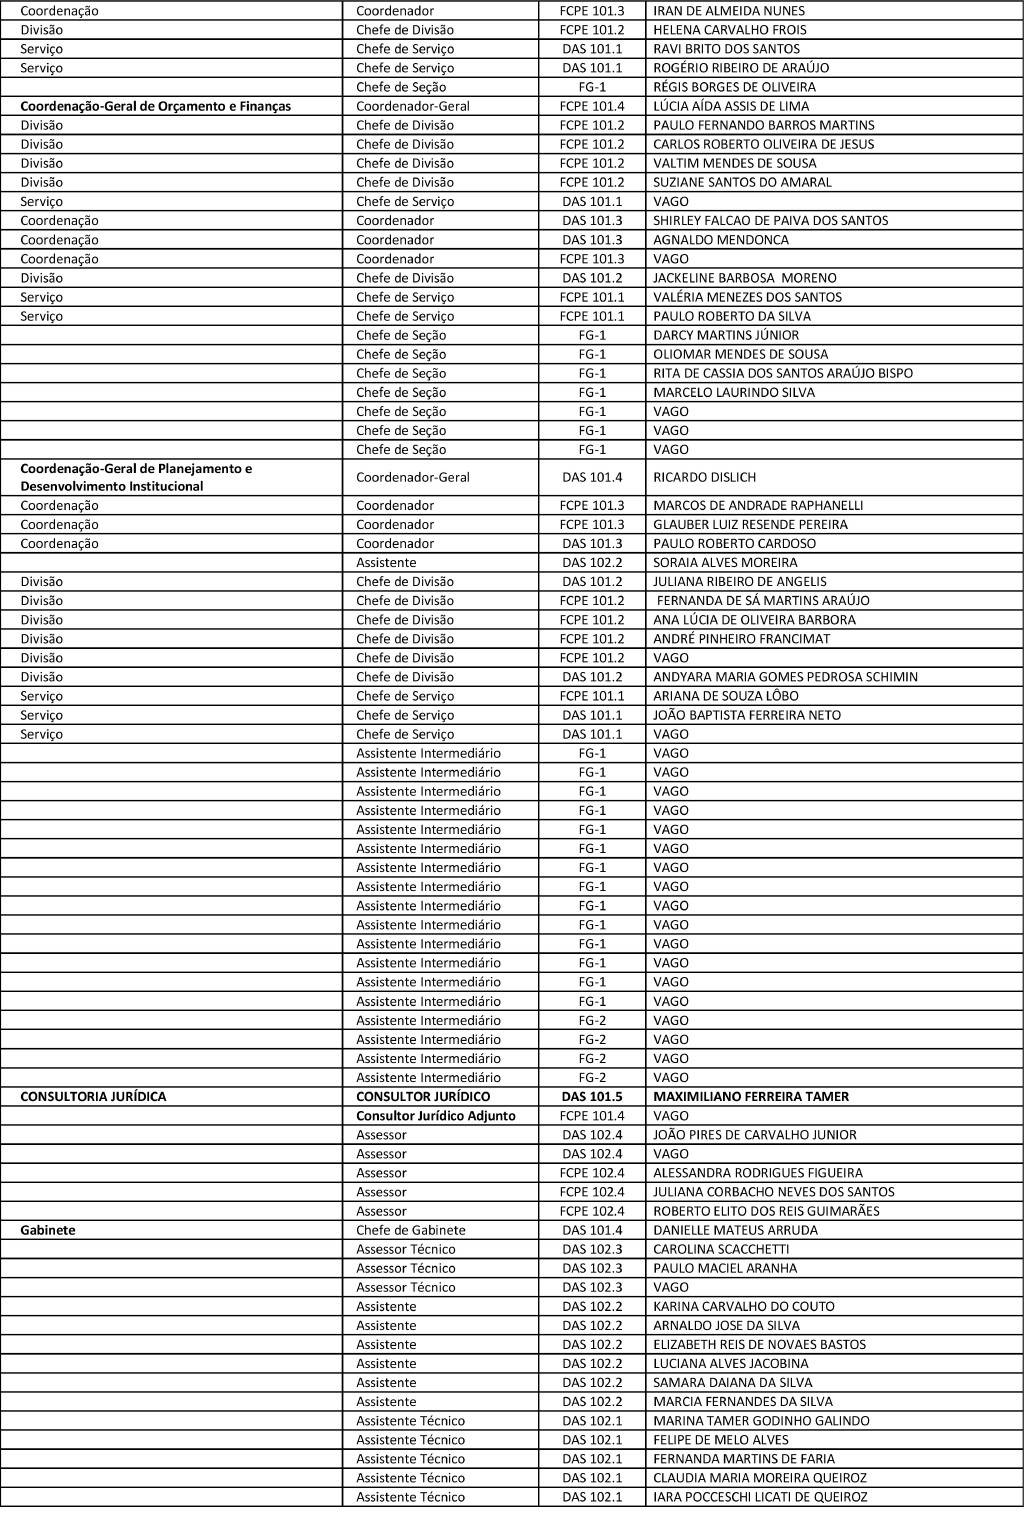 Coordenação Coordenador FCPE 101.3 IRAN DE ALMEIDA NUNES
Divisão Chefe de Divisão FCPE 101.2 HELENA CARVALHO FROIS
Serviço Chefe de Serviço DAS 101.1 RAVI BRITO DOS SANTOS
Serviço Chefe de Serviço DAS 101.1 ROGÉRIO RIBEIRO DE ARAÚJO
Chefe de Seção FG-1 RÉGIS BORGES DE OLIVEIRA
Coordenação-Geral de Orçamento e Finanças Coordenador-Geral FCPE 101.4 LÚCIA AÍDA ASSIS DE LIMA
Divisão Chefe de Divisão FCPE 101.2 PAULO FERNANDO BARROS MARTINS
Divisão Chefe de Divisão FCPE 101.2 CARLOS ROBERTO OLIVEIRA DE JESUS
Divisão Chefe de Divisão FCPE 101.2 VALTIM MENDES DE SOUSA
Divisão Chefe de Divisão FCPE 101.2 SUZIANE SANTOS DO AMARAL
Serviço Chefe de Serviço DAS 101.1 VAGO
Coordenação Coordenador DAS 101.3 SHIRLEY FALCAO DE PAIVA DOS SANTOS
Coordenação Coordenador DAS 101.3 AGNALDO MENDONCA
Coordenação Coordenador FCPE 101.3 VAGO
Divisão Chefe de Divisão DAS 101.2 JACKELINE BARBOSA MORENO
Serviço Chefe de Serviço FCPE 101.1 VALÉRIA MENEZES DOS SANTOS
Serviço Chefe de Serviço FCPE 101.1 PAULO ROBERTO DA SILVA
Chefe de Seção FG-1 DARCY MARTINS JÚNIOR
Chefe de Seção FG-1 OLIOMAR MENDES DE SOUSA
Chefe de Seção FG-1 RITA DE CASSIA DOS SANTOS ARAÚJO BISPO
Chefe de Seção FG-1 MARCELO LAURINDO SILVA
Chefe de Seção FG-1 VAGO
Chefe de Seção FG-1 VAGO
Chefe de Seção FG-1 VAGO
Coordenação-Geral de Planejamento e
Desenvolvimento Institucional Coordenador-Geral DAS 101.4 RICARDO DISLICH
Coordenação Coordenador FCPE 101.3 MARCOS DE ANDRADE RAPHANELLI
Coordenação Coordenador FCPE 101.3 GLAUBER LUIZ RESENDE PEREIRA
Coordenação Coordenador DAS 101.3 PAULO ROBERTO CARDOSO
Assistente DAS 102.2 SORAIA ALVES MOREIRA
Divisão Chefe de Divisão DAS 101.2 JULIANA RIBEIRO DE ANGELIS
Divisão Chefe de Divisão FCPE 101.2 FERNANDA DE SÁ MARTINS ARAÚJO
Divisão Chefe de Divisão FCPE 101.2 ANA LÚCIA DE OLIVEIRA BARBORA
Divisão Chefe de Divisão FCPE 101.2 ANDRÉ PINHEIRO FRANCIMAT
Divisão Chefe de Divisão FCPE 101.2 VAGO
Divisão Chefe de Divisão DAS 101.2 ANDYARA MARIA GOMES PEDROSA SCHIMIN
Serviço Chefe de Serviço FCPE 101.1 ARIANA DE SOUZA LÔBO
Serviço Chefe de Serviço DAS 101.1 JOÃO BAPTISTA FERREIRA NETO
Serviço Chefe de Serviço DAS 101.1 VAGO
Assistente Intermediário FG-1 VAGO
Assistente Intermediário FG-1 VAGO
Assistente Intermediário FG-1 VAGO
Assistente Intermediário FG-1 VAGO
Assistente Intermediário FG-1 VAGO
Assistente Intermediário FG-1 VAGO
Assistente Intermediário FG-1 VAGO
Assistente Intermediário FG-1 VAGO
Assistente Intermediário FG-1 VAGO
Assistente Intermediário FG-1 VAGO
Assistente Intermediário FG-1 VAGO
Assistente Intermediário FG-1 VAGO
Assistente Intermediário FG-1 VAGO
Assistente Intermediário FG-1 VAGO
Assistente Intermediário FG-2 VAGO
Assistente Intermediário FG-2 VAGO
Assistente Intermediário FG-2 VAGO
Assistente Intermediário FG-2 VAGO
CONSULTORIA JURÍDICA CONSULTOR JURÍDICO DAS 101.5 MAXIMILIANO FERREIRA TAMER
Consultor Jurídico Adjunto FCPE 101.4 VAGO
Assessor DAS 102.4 JOÃO PIRES DE CARVALHO JUNIOR
Assessor DAS 102.4 VAGO
Assessor FCPE 102.4 ALESSANDRA RODRIGUES FIGUEIRA
Assessor FCPE 102.4 JULIANA CORBACHO NEVES DOS SANTOS
Assessor FCPE 102.4 ROBERTO ELITO DOS REIS GUIMARÃES
Gabinete Chefe de Gabinete DAS 101.4 DANIELLE MATEUS ARRUDA
Assessor Técnico DAS 102.3 CAROLINA SCACCHETTI
Assessor Técnico DAS 102.3 PAULO MACIEL ARANHA
Assessor Técnico DAS 102.3 VAGO
Assistente DAS 102.2 KARINA CARVALHO DO COUTO
Assistente DAS 102.2 ARNALDO JOSE DA SILVA
Assistente DAS 102.2 ELIZABETH REIS DE NOVAES BASTOS
Assistente DAS 102.2 LUCIANA ALVES JACOBINA
Assistente DAS 102.2 SAMARA DAIANA DA SILVA
Assistente DAS 102.2 MARCIA FERNANDES DA SILVA
Assistente Técnico DAS 102.1 MARINA TAMER GODINHO GALINDO
Assistente Técnico DAS 102.1 FELIPE DE MELO ALVES
Assistente Técnico DAS 102.1 FERNANDA MARTINS DE FARIA
Assistente Técnico DAS 102.1 CLAUDIA MARIA MOREIRA QUEIROZ
Assistente Técnico DAS 102.1 IARA POCCESCHI LICATI DE QUEIROZ